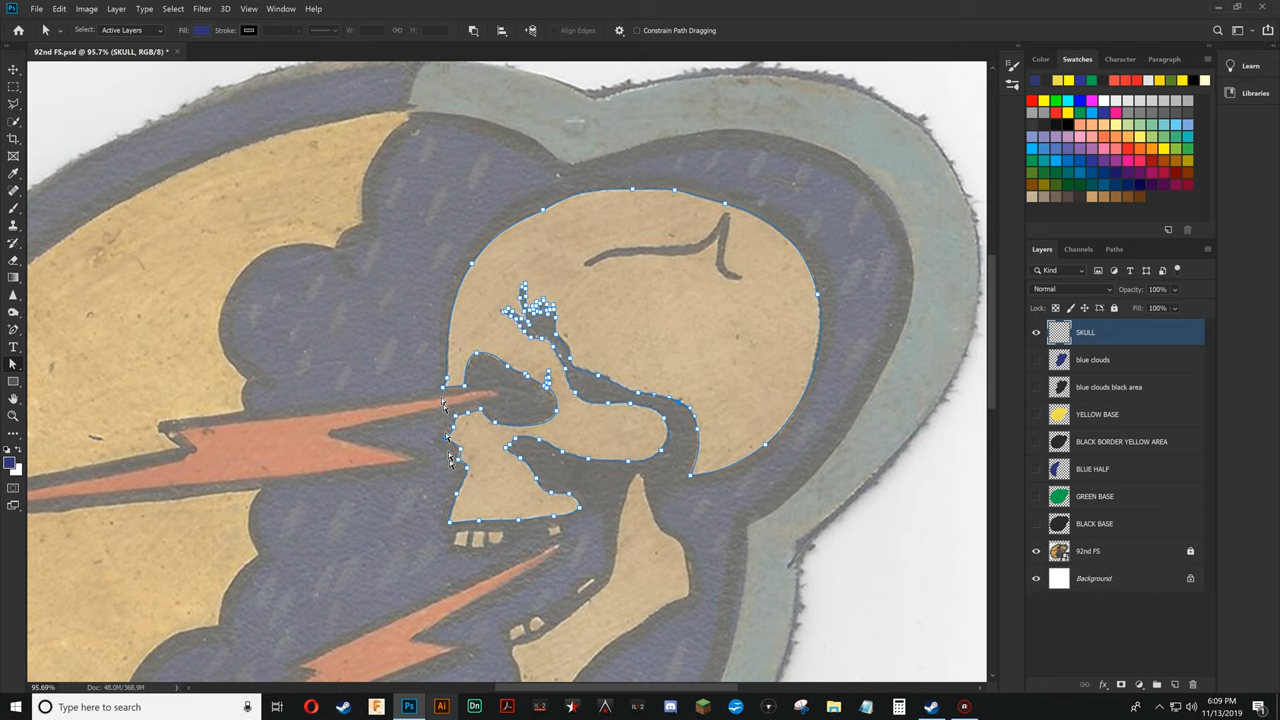 Ps File Edit Image Layer Type Select Filter 3D View Window Help
Select: Active Layers Fill: Stroke: W: H: Align Edges Constrain Path Dragging
92nd FS.psd @ 95.7% (SKULL, RGB/8) *
Color Swatches Character Paragraph
Learn
Libraries
Layers Channels Paths
Kind
Normal Opacity: 100%
Lock: Fill: 100%
SKULL
blue clouds
blue clouds black area
YELLOW BASE
BLACK BORDER YELLOW AREA
BLUE HALF
GREEN BASE
BLACK BASE
92nd FS
Background
95.69% Doc: 48.0M/368.9M
Type here to search
6:09 PM
11/13/2019